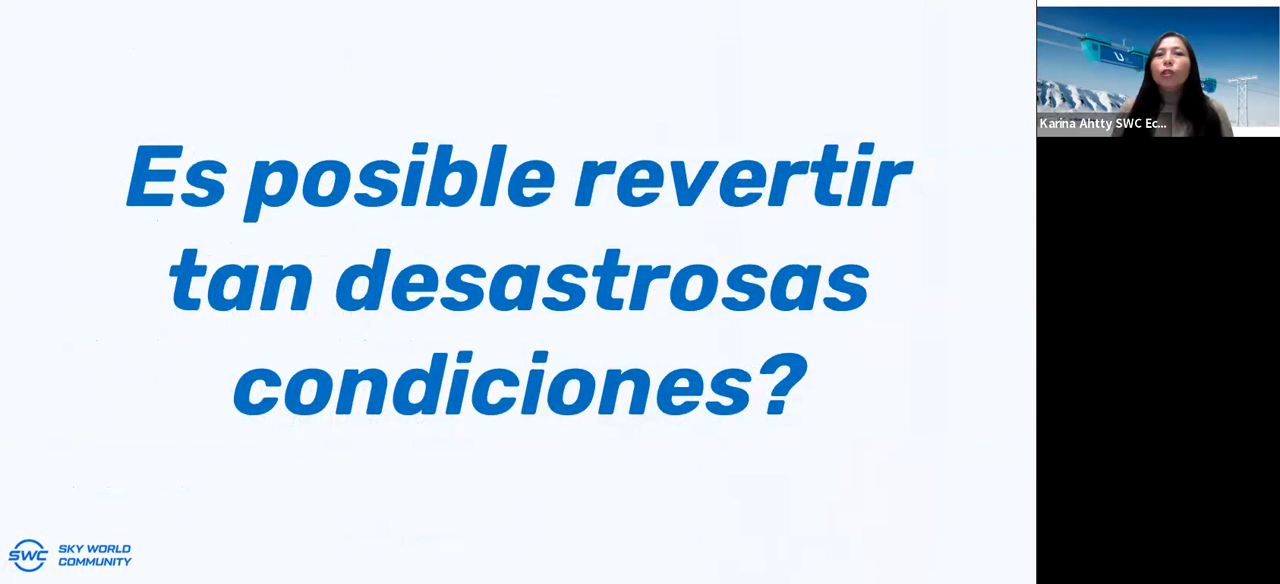 Es posible revertir
tan desastrosas
condiciones?
SWC SKY WORLD
COMMUNITY
Karina Ahtty SWC Ec...
U